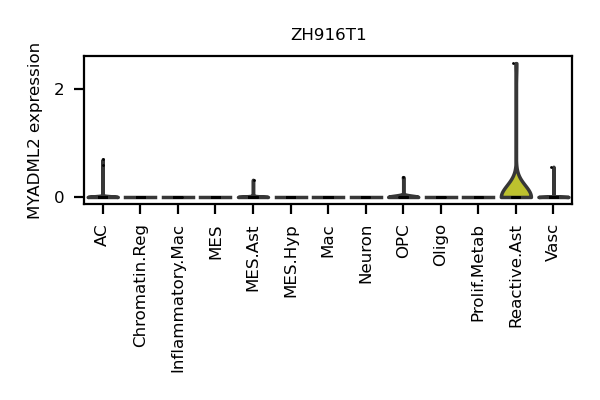 ZH916T1
MYADML2 expression
2
0
AC
Chromatin.Reg
Inflammatory.Mac
MES
MES.Ast
MES.Hyp
Mac
Neuron
OPC
Oligo
Prolif.Metab
Reactive.Ast
Vasc